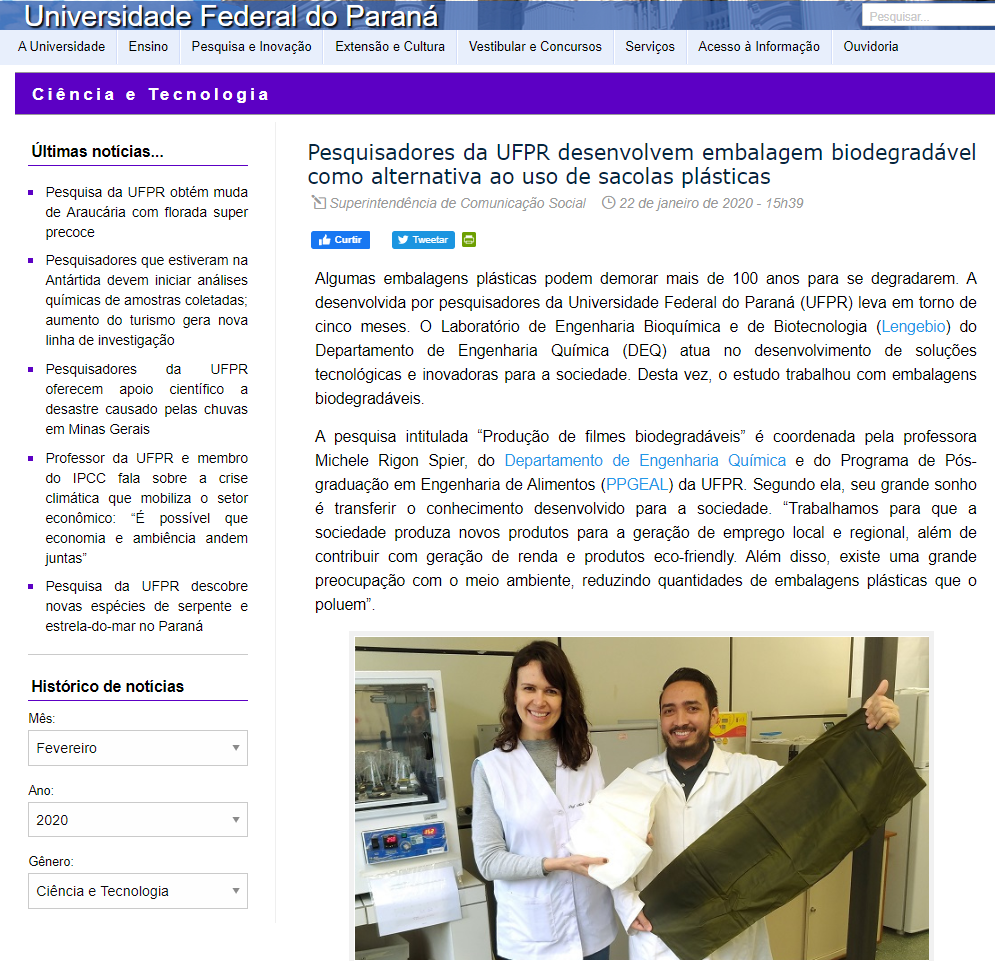 Universidade Federal do Paraná
Pesquisar...
A Universidade
Ensino
Pesquisa e Inovação
Extensão e Cultura
Vestibular e Concursos
Serviços
Acesso à Informação
Ouvidoria
Ciência e Tecnologia
Últimas notícias...
Pesquisa da UFPR obtém muda
de Araucária com florada super
precoce
Pesquisadores que estiveram na
Antártida devem iniciar análises
químicas de amostras coletadas;
aumento do turismo gera nova
linha de investigação
Pesquisadores da UFPR
oferecem apoio científico a
desastre causado pelas chuvas
em Minas Gerais
Professor da UFPR e membro
do IPCC fala sobre a crise
climática que mobiliza o setor
econômico: “É possível que
economia e ambiência andem
juntas”
Pesquisa da UFPR descobre
novas espécies de serpente e
estrela-do-mar no Paraná
Histórico de notícias
Mês:
Fevereiro
Ano:
2020
Gênero:
Ciência e Tecnologia
Pesquisadores da UFPR desenvolvem embalagem biodegradável
como alternativa ao uso de sacolas plásticas
Superintendência de Comunicação Social 22 de janeiro de 2020 - 15h39
Curtir
Tweetar
Algumas embalagens plásticas podem demorar mais de 100 anos para se degradarem. A
desenvolvida por pesquisadores da Universidade Federal do Paraná (UFPR) leva em torno de
cinco meses. O Laboratório de Engenharia Bioquímica e de Biotecnologia (Lengebio) do
Departamento de Engenharia Química (DEQ) atua no desenvolvimento de soluções
tecnológicas e inovadoras para a sociedade. Desta vez, o estudo trabalhou com embalagens
biodegradáveis.
A pesquisa intitulada “Produção de filmes biodegradáveis” é coordenada pela professora
Michele Rigon Spier, do Departamento de Engenharia Química e do Programa de Pós-
graduação em Engenharia de Alimentos (PPGEAL) da UFPR. Segundo ela, seu grande sonho
é transferir o conhecimento desenvolvido para a sociedade. “Trabalhamos para que a
sociedade produza novos produtos para a geração de emprego local e regional, além de
contribuir com geração de renda e produtos eco-friendly. Além disso, existe uma grande
preocupação com o meio ambiente, reduzindo quantidades de embalagens plásticas que o
poluem”.